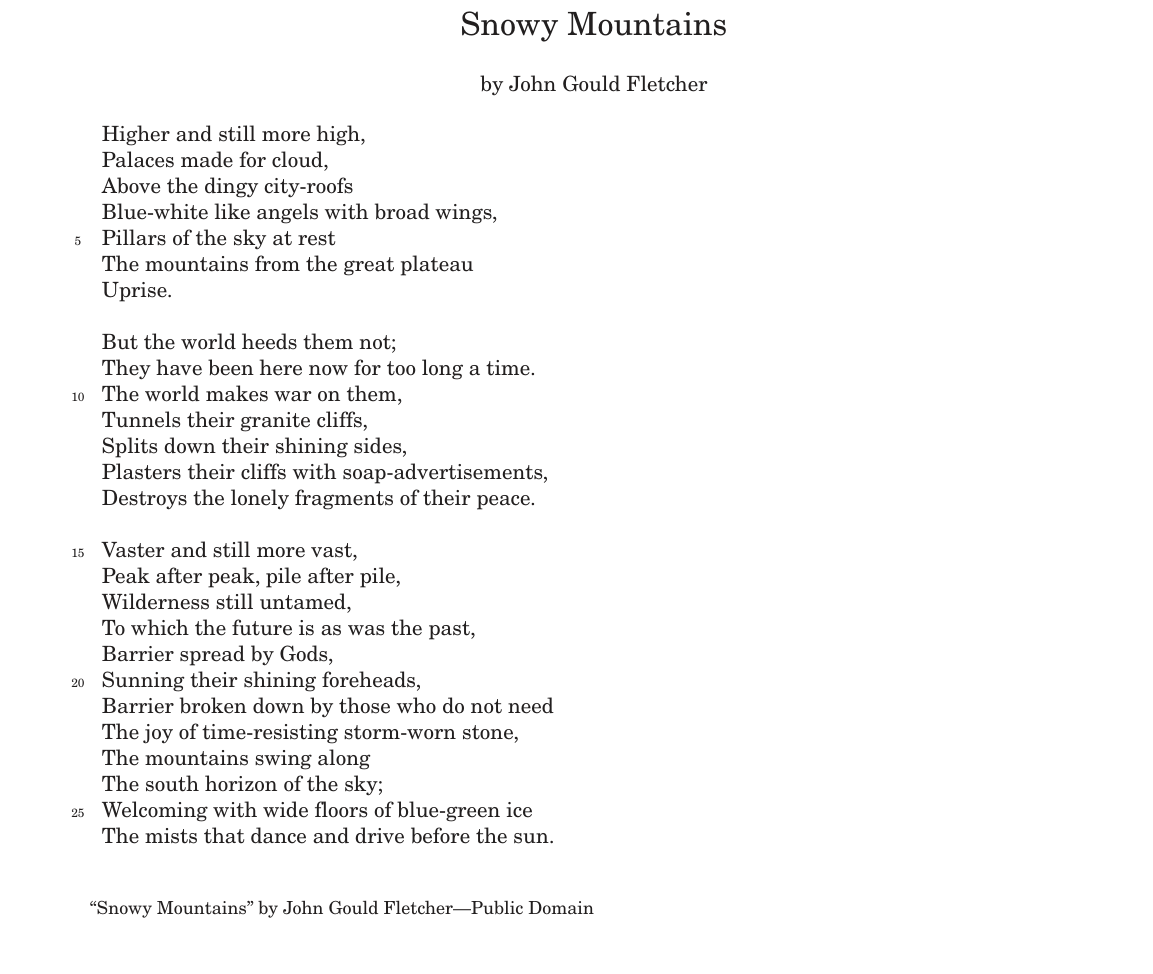 Snowy Mountains
by John Gould Fletcher
Higher and still more high,
Palaces made for cloud,
Above the dingy city-roofs
Blue-white like angels with broad wings,
5 Pillars of the sky at rest
The mountains from the great plateau
Uprise.
But the world heeds them not;
They have been here now for too long a time.
10 The world makes war on them,
Tunnels their granite cliffs,
Splits down their shining sides,
Plasters their cliffs with soap-advertisements,
Destroys the lonely fragments of their peace.
15 Vaster and still more vast,
Peak after peak, pile after pile,
Wilderness still untamed,
To which the future is as was the past,
Barrier spread by Gods,
20 Sunning their shining foreheads,
Barrier broken down by those who do not need
The joy of time-resisting storm-worn stone,
The mountains swing along
The south horizon of the sky;
25 Welcoming with wide floors of blue-green ice
The mists that dance and drive before the sun.
“Snowy Mountains” by John Gould Fletcher—Public Domain